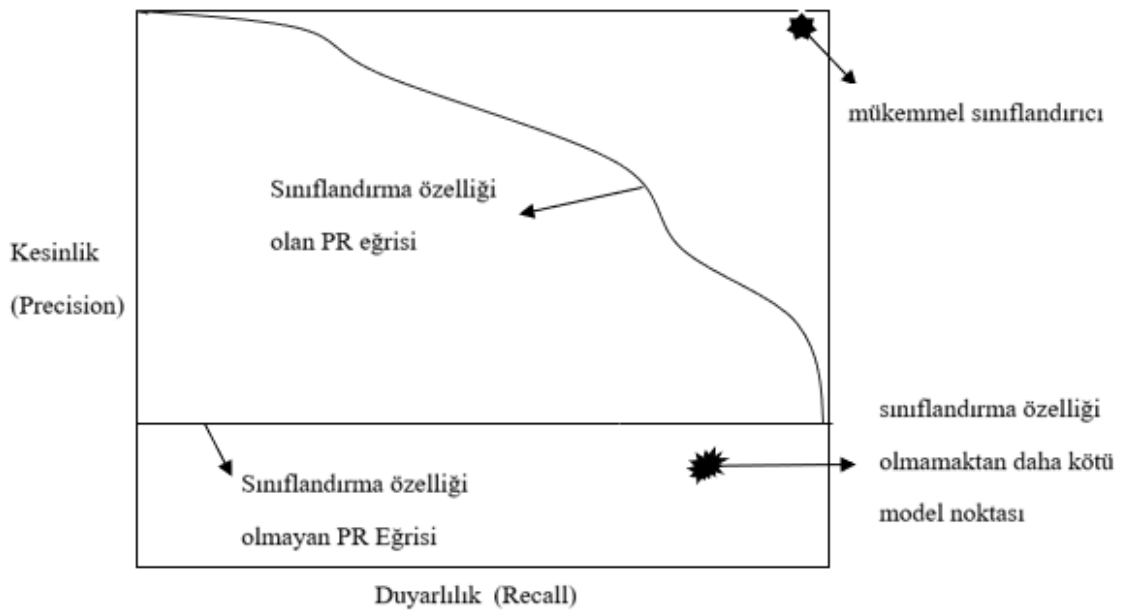 mükemmel sınıflandırıcı
Sınıflandırma özelliği
olan PR eğrisi
Kesinlik
(Precision)
sınıflandırma özelliği
olmamaktan daha kötü
model noktası
Sınıflandırma özelliği
olmayan PR Eğrisi
Duyarlılık (Recall)